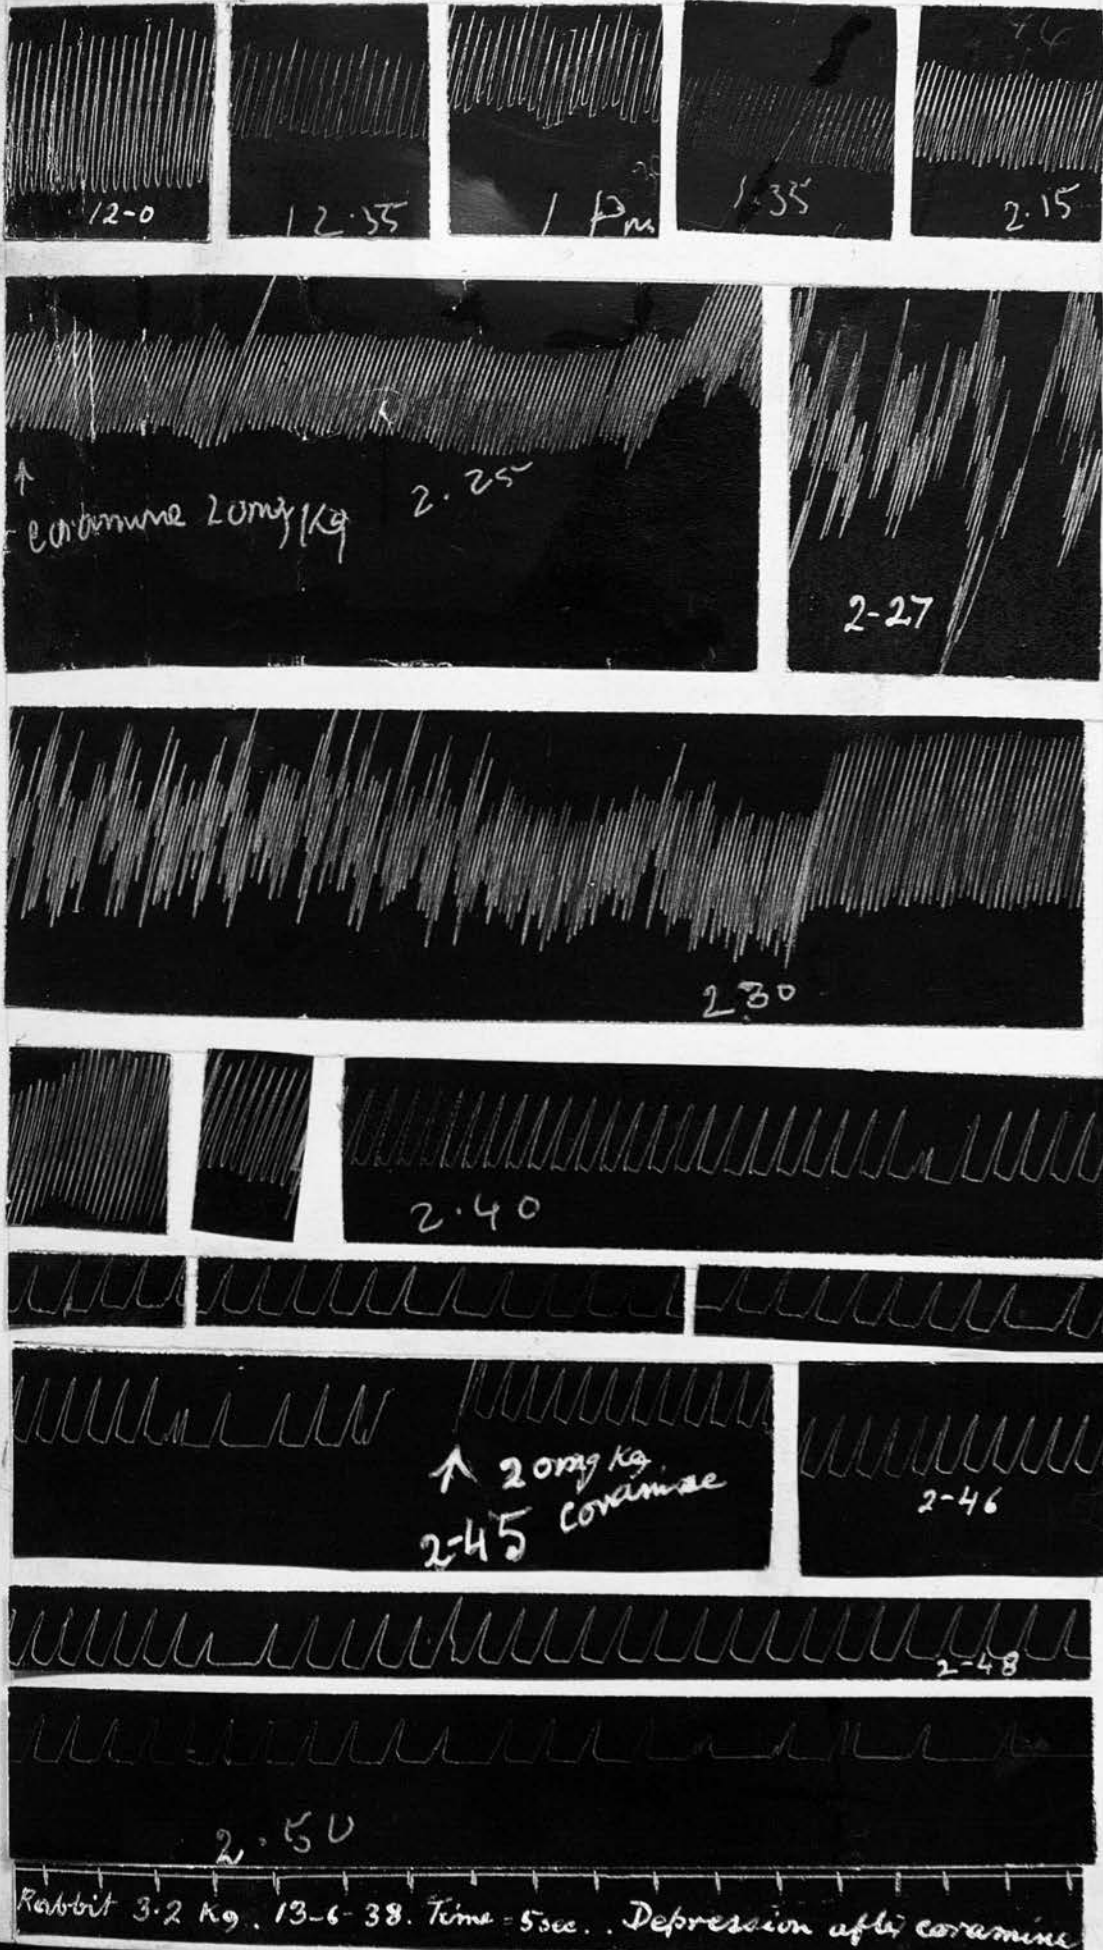 12-0
12.35
1 Pm
1.35
2.15
↑
coramine 20mg/Kg
2.25
2-27
2.30
2.40
↑ 20mg Kg
2-45 coramine
2-46
2-48
2.50
Rabbit 3.2 Kg. 13-6-38. Time = 5 sec.. Depression after coramine